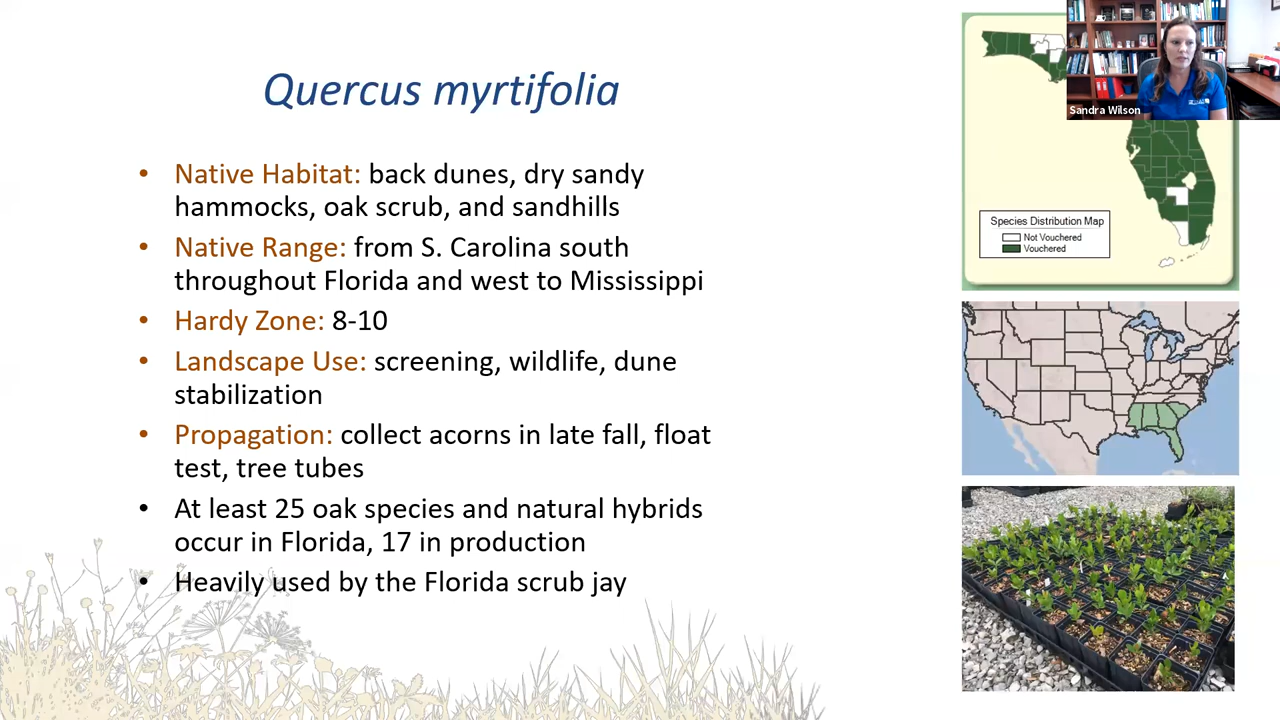 Quercus myrtifolia
• Native Habitat: back dunes, dry sandy
hammocks, oak scrub, and sandhills
• Native Range: from S. Carolina south
throughout Florida and west to Mississippi
• Hardy Zone: 8-10
• Landscape Use: screening, wildlife, dune
stabilization
• Propagation: collect acorns in late fall, float
test, tree tubes
• At least 25 oak species and natural hybrids
occur in Florida, 17 in production
• Heavily used by the Florida scrub jay
Sandra Wilson
Species Distribution Map
Not Vouchered
Vouchered